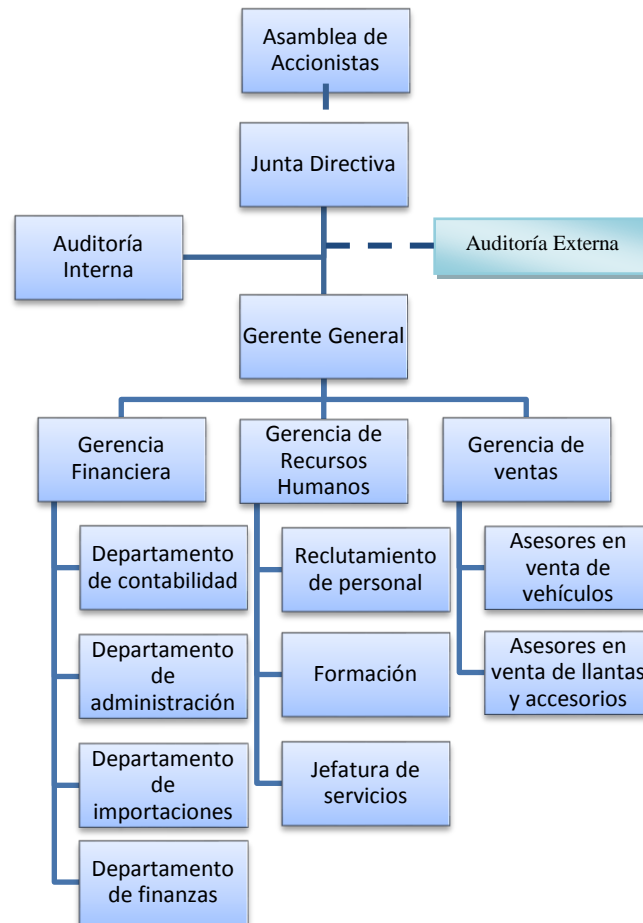 Asamblea de
Accionistas
Junta Directiva
Auditoría
Interna
Auditoría Externa
Gerente General
Gerencia
Financiera
Gerencia de
Recursos
Humanos
Gerencia de
ventas
Departamento
de contabilidad
Reclutamiento
de personal
Asesores en
venta de
vehículos
Departamento
de
administración
Formación
Asesores en
venta de llantas
y accesorios
Departamento
de
importaciones
Jefatura de
servicios
Departamento
de finanzas